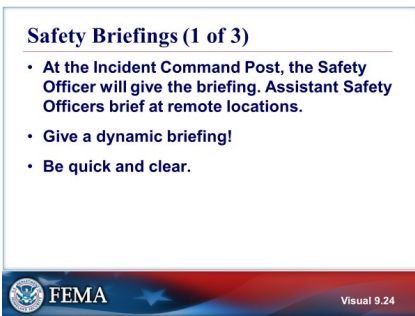 Safety Briefings (1 of 3)
• At the Incident Command Post, the Safety
Officer will give the briefing. Assistant Safety
Officers brief at remote locations.
• Give a dynamic briefing!
• Be quick and clear.
FEMA
Visual 9.24